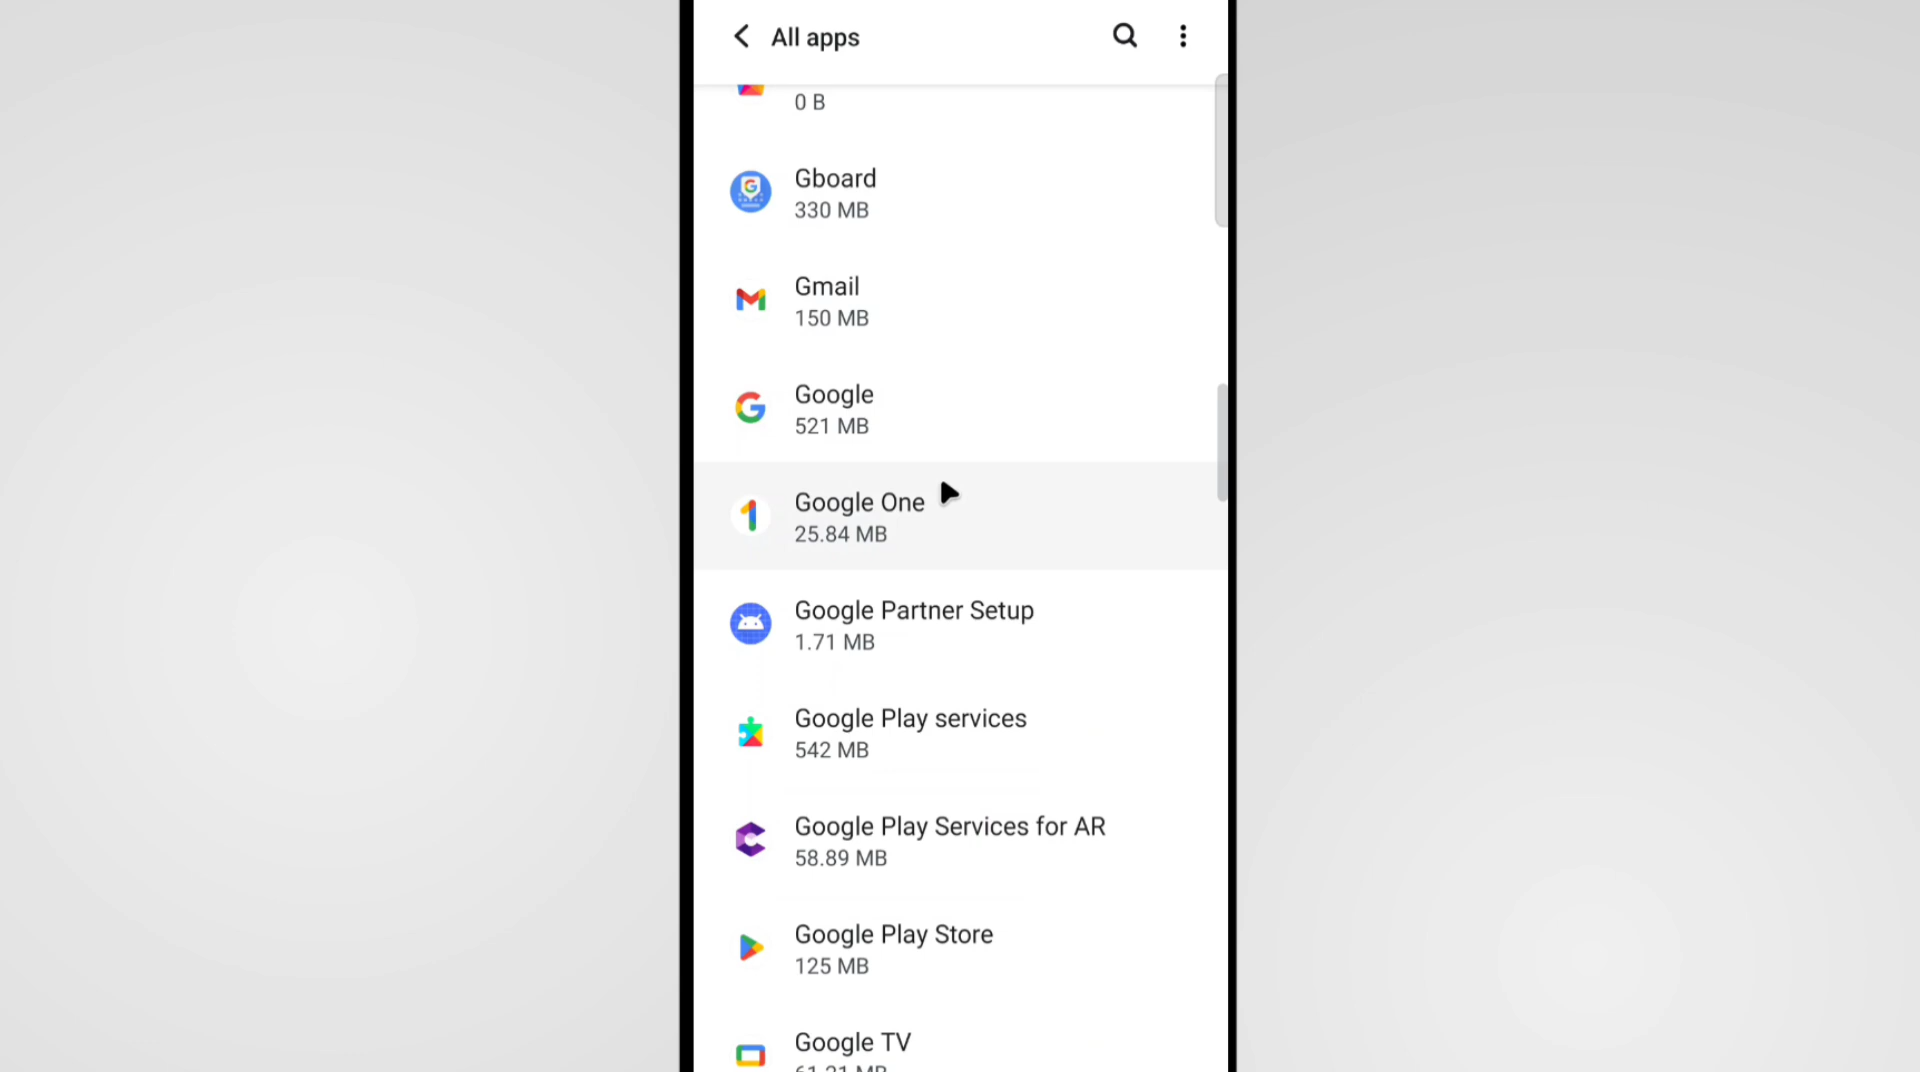 All apps
0 B
Gboard
330 MB
Gmail
150 MB
Google
521 MB
Google One
25.84 MB
Google Partner Setup
1.71 MB
Google Play services
542 MB
Google Play Services for AR
58.89 MB
Google Play Store
125 MB
Google TV